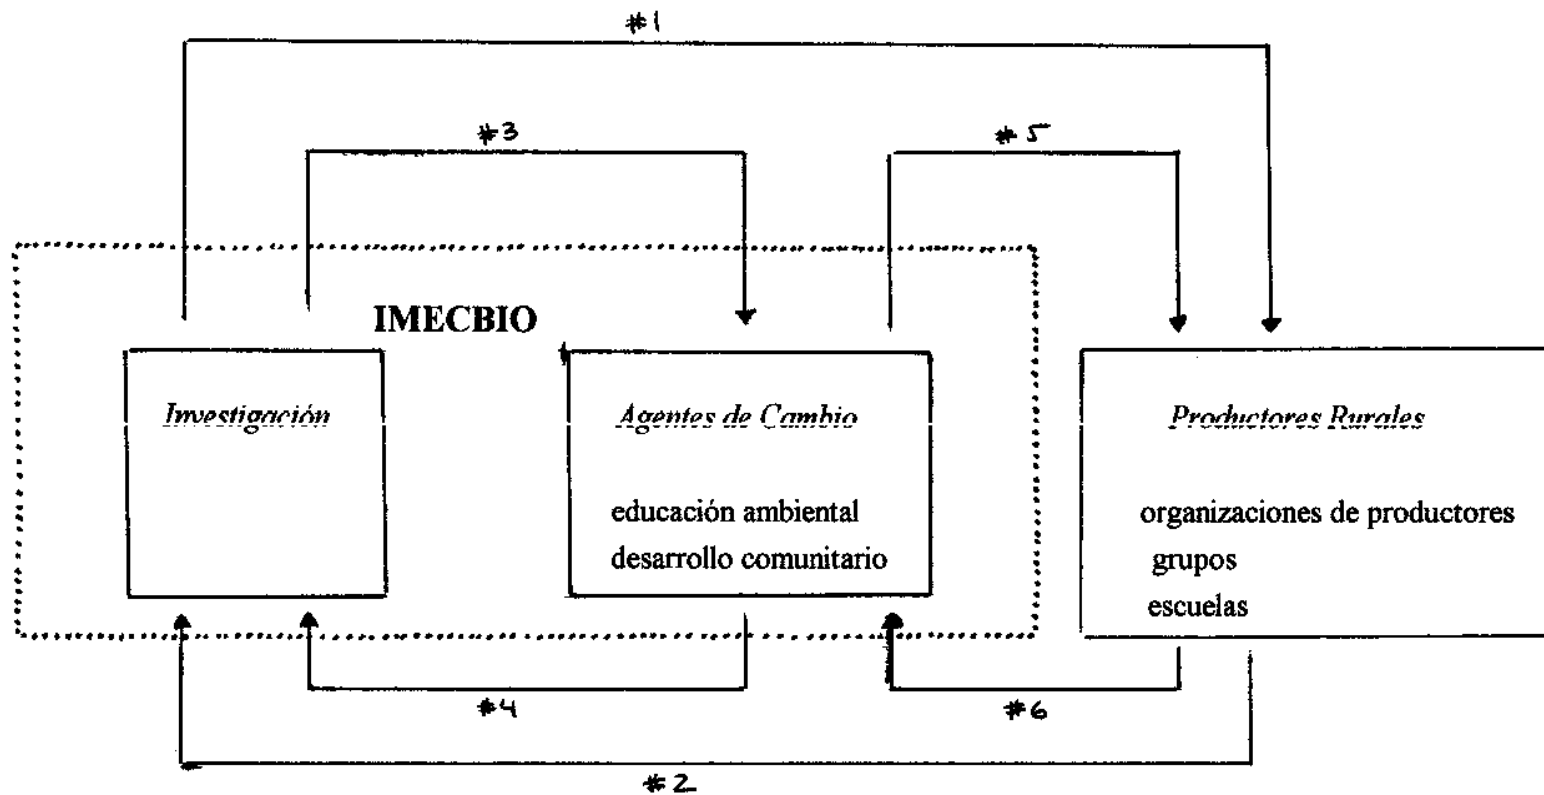 #1
#3
#5
IMECBIO
Investigación
Agentes de Cambio
educación ambiental
desarrollo comunitario
Productores Rurales
organizaciones de productores
grupos
escuelas
#4
#6
#2